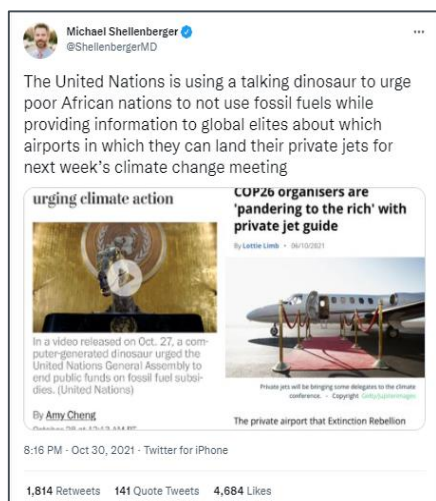 Michael Shellenberger
@ShellenbergerMD
The United Nations is using a talking dinosaur to urge
poor African nations to not use fossil fuels while
providing information to global elites about which
airports in which they can land their private jets for
next week's climate change meeting
urging climate action
In a video released on Oct. 27, a com-
puter-generated dinosaur urged the
United Nations General Assembly to
end public funds on fossil fuel subsi-
dies. (United Nations)
By Amy Cheng
COP26 organisers are
'pandering to the rich' with
private jet guide
By Lottie Limb • 06/10/2021
Private jets will be bringing some delegates to the climate
conference. - Copyright Getty/Jupiterimages
The private airport that Extinction Rebellion
8:16 PM · Oct 30, 2021 · Twitter for iPhone
1,814 Retweets 141 Quote Tweets 4,684 Likes